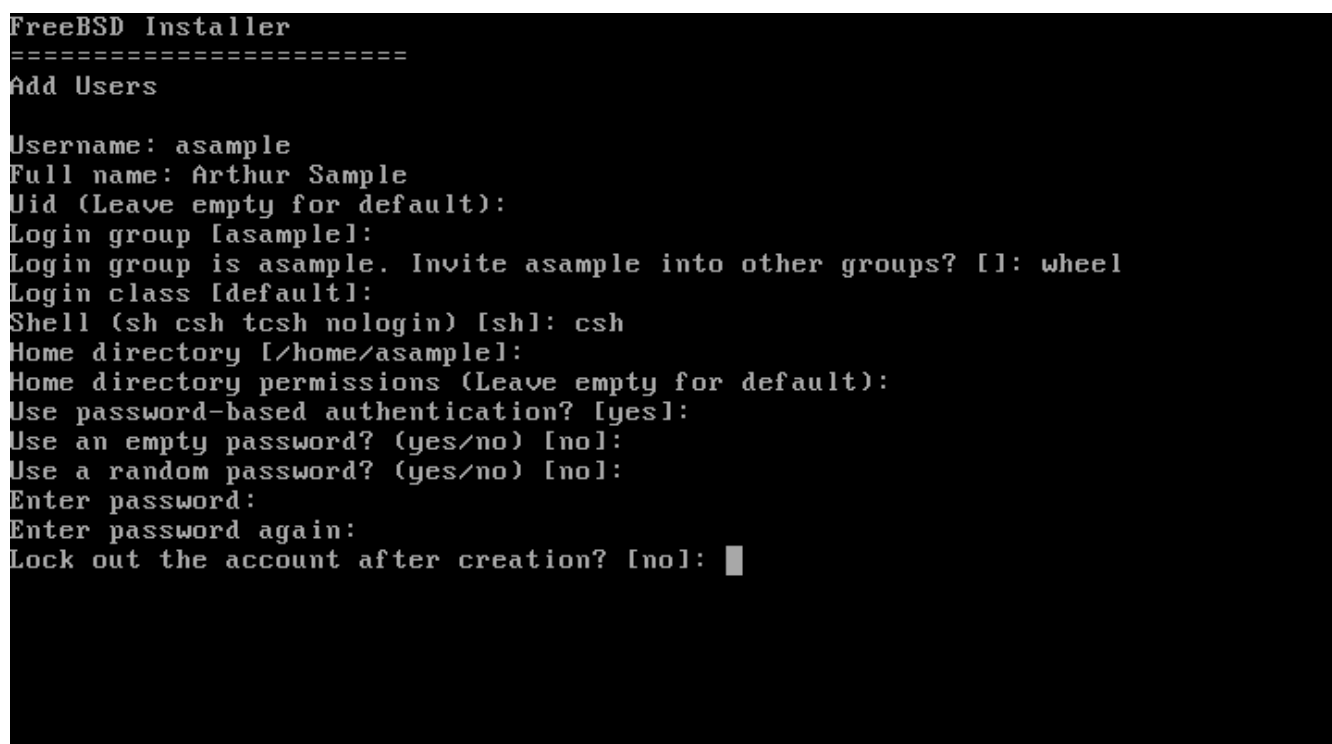 FreeBSD Installer
========================
Add Users

Username: asample
Full name: Arthur Sample
Uid (Leave empty for default):
Login group [asample]:
Login group is asample. Invite asample into other groups? []: wheel
Login class [default]:
Shell (sh csh tcsh nologin) [sh]: csh
Home directory [/home/asample]:
Home directory permissions (Leave empty for default):
Use password-based authentication? [yes]:
Use an empty password? (yes/no) [no]:
Use a random password? (yes/no) [no]:
Enter password:
Enter password again:
Lock out the account after creation? [no]: